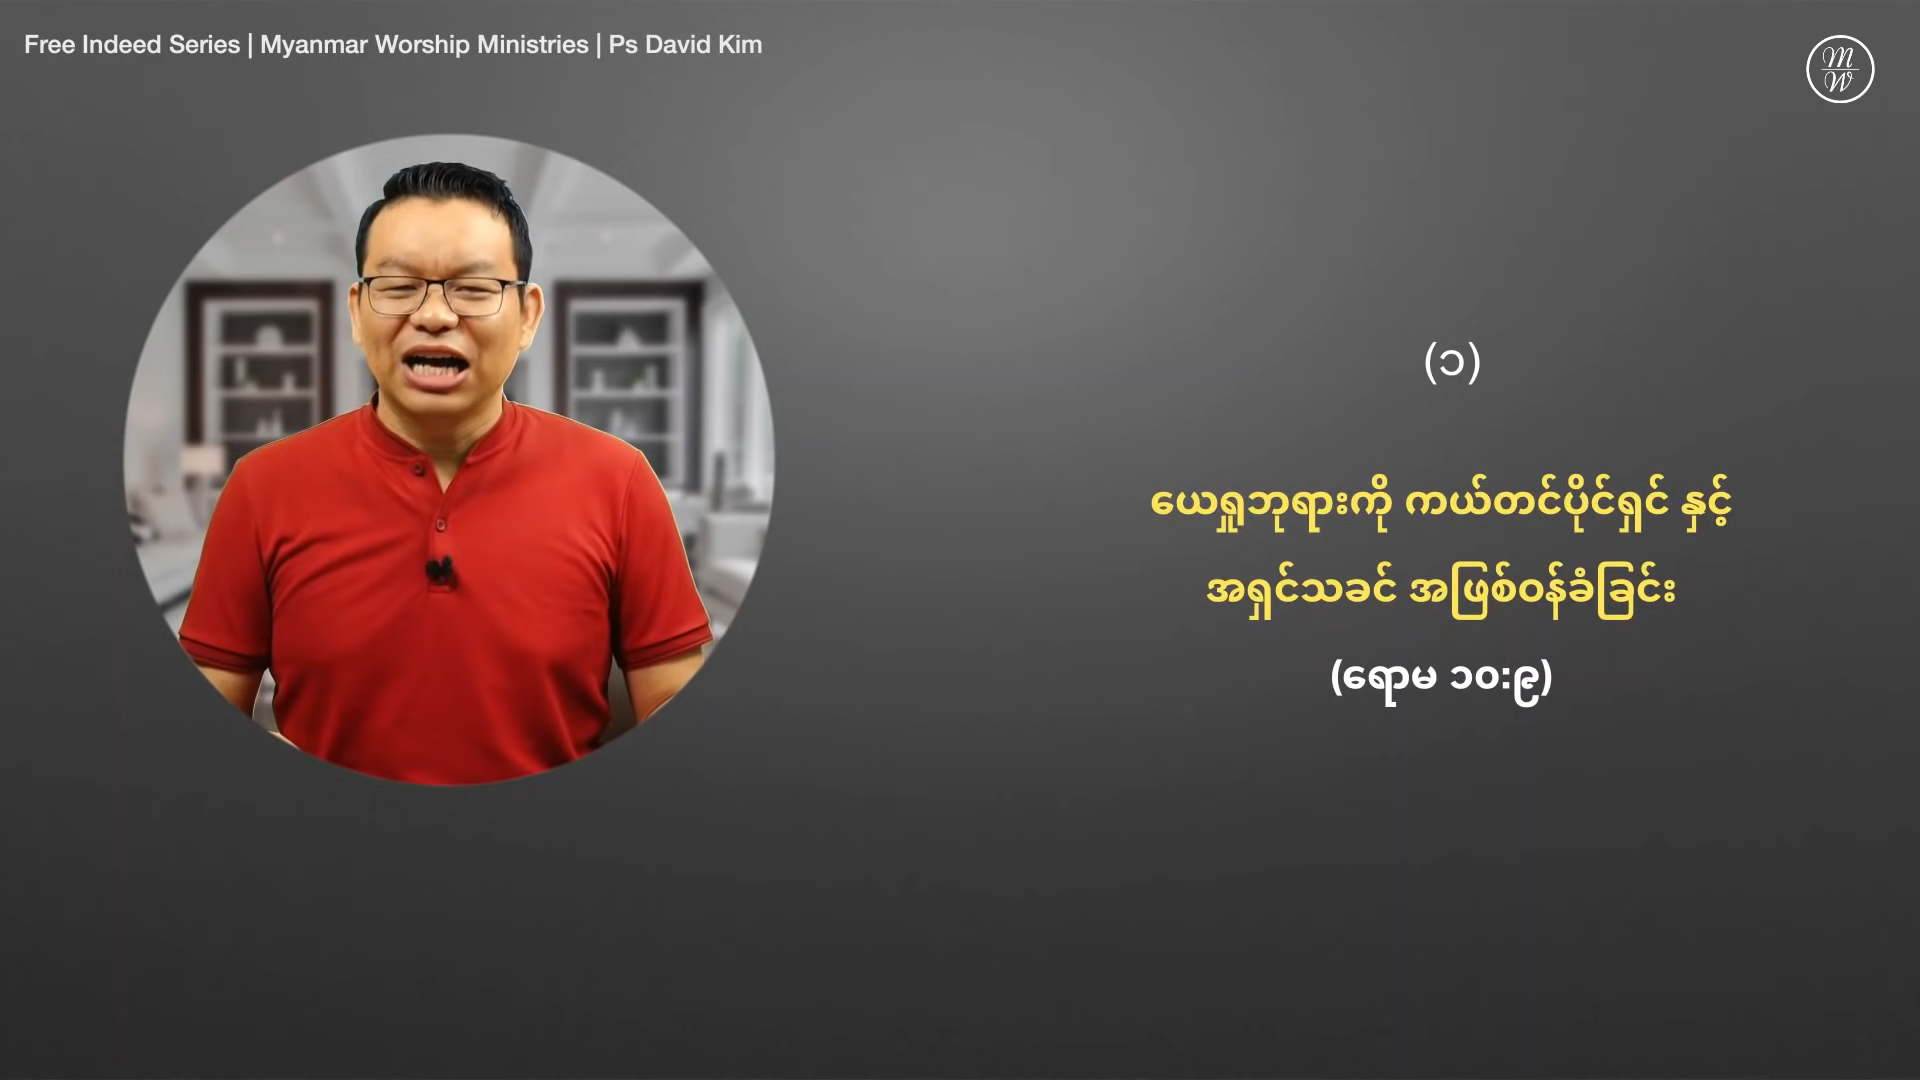 Free Indeed Series | Myanmar Worship Ministries | Ps David Kim
M
W
(၁)
ယေရှုဘုရားကို ကယ်တင်ပိုင်ရှင် နှင့်
အရှင်သခင် အဖြစ်ဝန်ခံခြင်း
(ရောမ ၁၀:၉)